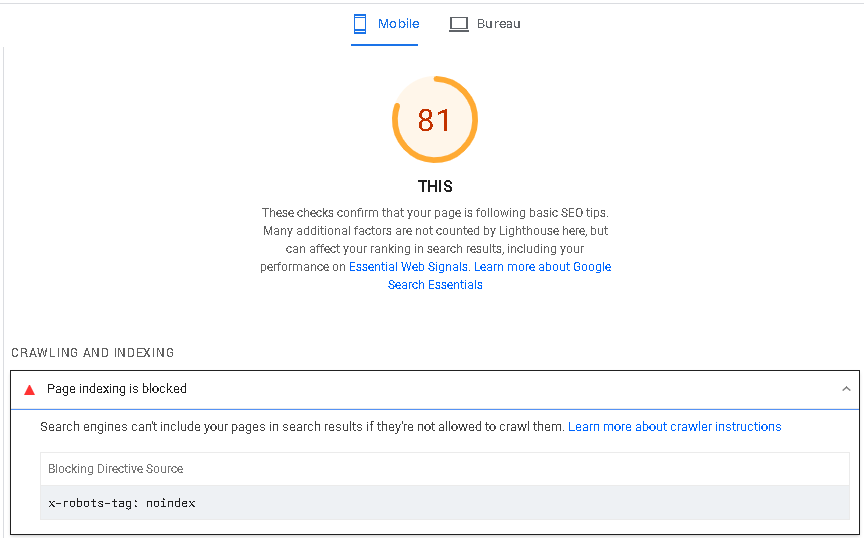 Mobile
Bureau
81
THIS
These checks confirm that your page is following basic SEO tips.
Many additional factors are not counted by Lighthouse here, but
can affect your ranking in search results, including your
performance on Essential Web Signals. Learn more about Google
Search Essentials
CRAWLING AND INDEXING
Page indexing is blocked
Search engines can't include your pages in search results if they're not allowed to crawl them. Learn more about crawler instructions
Blocking Directive Source
x-robots-tag: noindex